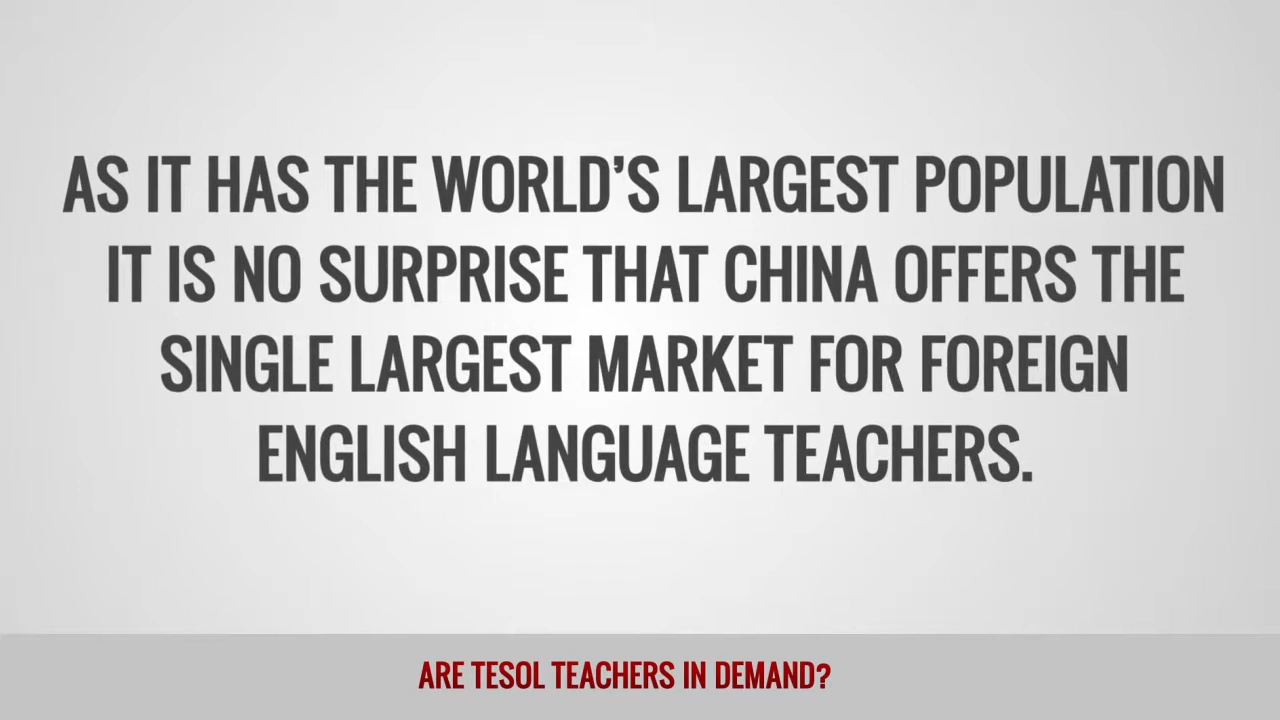 AS IT HAS THE WORLD’S LARGEST POPULATION
IT IS NO SURPRISE THAT CHINA OFFERS THE
SINGLE LARGEST MARKET FOR FOREIGN
ENGLISH LANGUAGE TEACHERS.
ARE TESOL TEACHERS IN DEMAND?